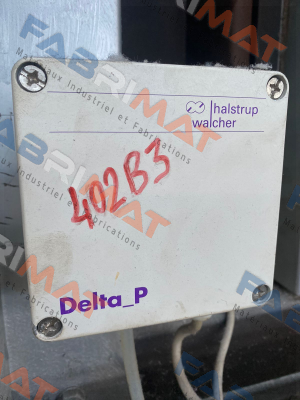 halstrup
walcher
402B3
Delta_P
FABRIMAT
Matériaux Industriel et Fabrications